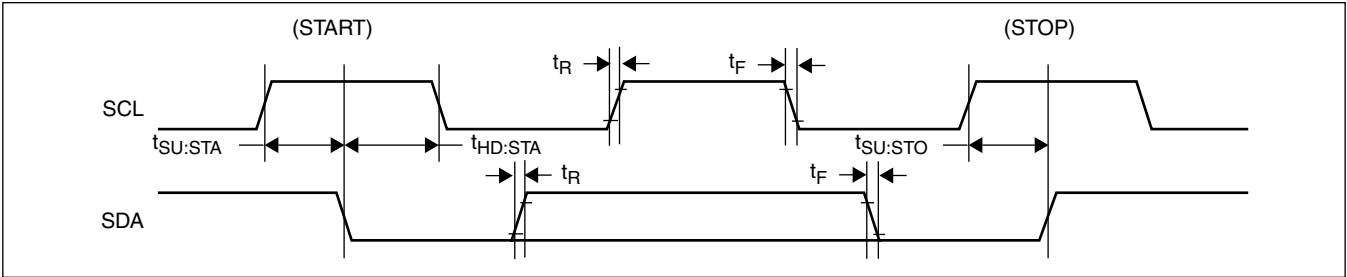 (START) (STOP)
tR tF
SCL
tSU:STA tHD:STA tSU:STO
tR tF
SDA